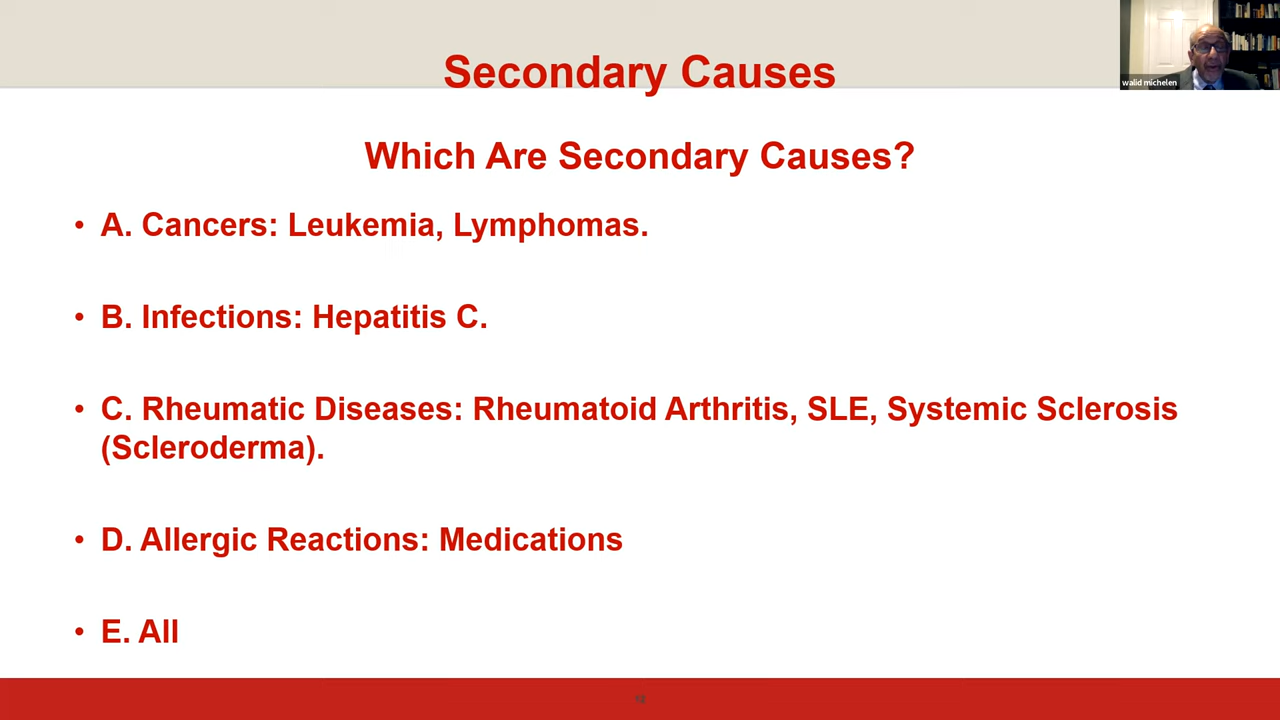 Secondary Causes
walid michelen
Which Are Secondary Causes?
• A. Cancers: Leukemia, Lymphomas.
• B. Infections: Hepatitis C.
• C. Rheumatic Diseases: Rheumatoid Arthritis, SLE, Systemic Sclerosis
(Scleroderma).
• D. Allergic Reactions: Medications
• E. All